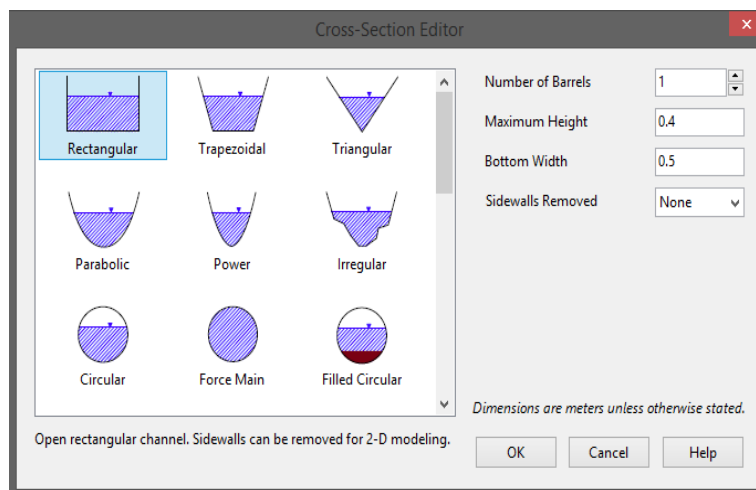 Cross-Section Editor
x
Rectangular
Trapezoidal
Triangular
Parabolic
Power
Irregular
Circular
Force Main
Filled Circular
Number of Barrels
1
Maximum Height
0.4
Bottom Width
0.5
Sidewalls Removed
None
Dimensions are meters unless otherwise stated.
Open rectangular channel. Sidewalls can be removed for 2-D modeling.
OK
Cancel
Help